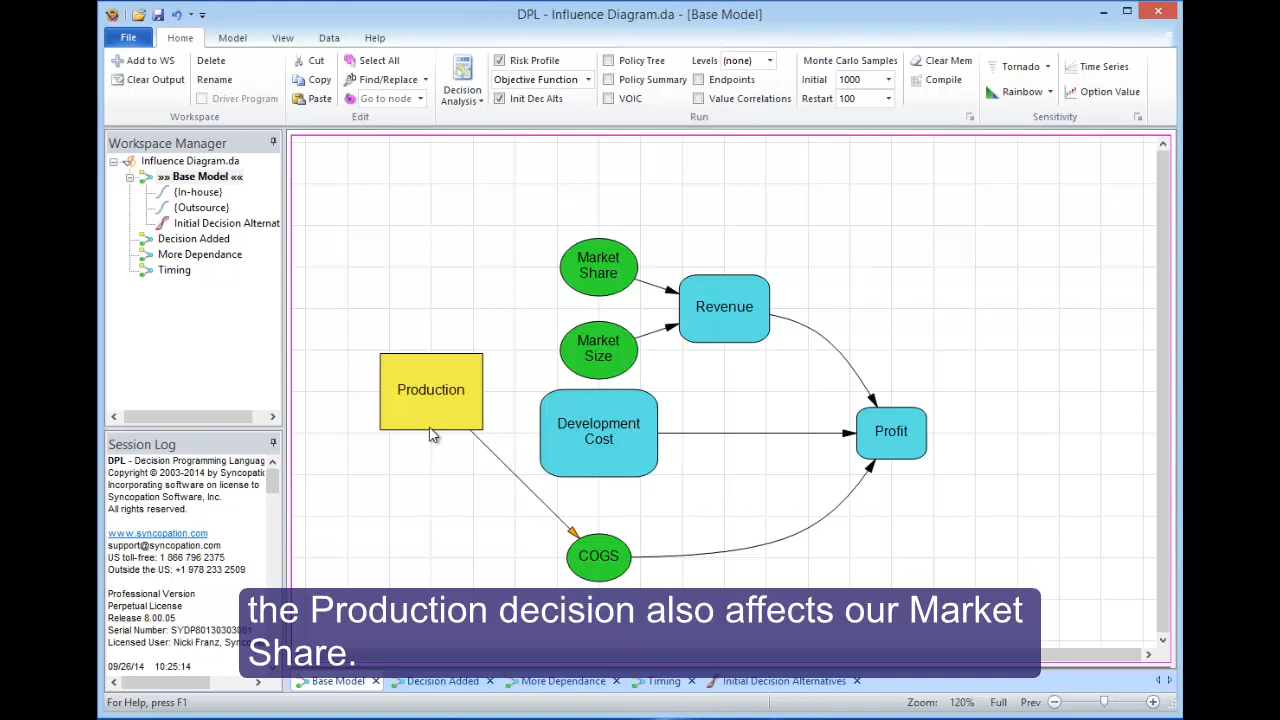 DPL - Influence Diagram.da - [Base Model]
File Home Model View Data Help
Add to WS Delete Cut Select All Risk Profile Policy Tree Levels (none) Monte Carlo Samples Clear Mem Tornado Time Series
Clear Output Rename Copy Find/Replace Objective Function Policy Summary Endpoints Initial 1000 Compile
Driver Program Paste Go to node Decision Analysis Init Dec Alts VOIC Value Correlations Restart 100 Rainbow Option Value
Workspace Edit Run Sensitivity
Workspace Manager
Influence Diagram.da
»» Base Model ««
{In-house}
{Outsource}
Initial Decision Alternat
Decision Added
More Dependance
Timing
Market
Share
Revenue
Market
Size
Production
Development
Cost
Profit
COGS
Session Log
DPL - Decision Programming Languag
Copyright © 2003-2014 by Syncopatic
Incorporating software on license to
Syncopation Software, Inc.
All rights reserved.
www.syncopation.com
support@syncopation.com
US toll-free: 1 866 796 2375
Outside the US: +1 978 233 2509
Professional Version
Perpetual License
Release 8.00.05
Serial Number: SYDP80130303001
Licensed User: Nicki Franz, Syncop
09/26/14 10:25:14
the Production decision also affects our Market
Share.
Base Model Decision Added More Dependance Timing Initial Decision Alternatives
For Help, press F1 Zoom: 120% Full Prev